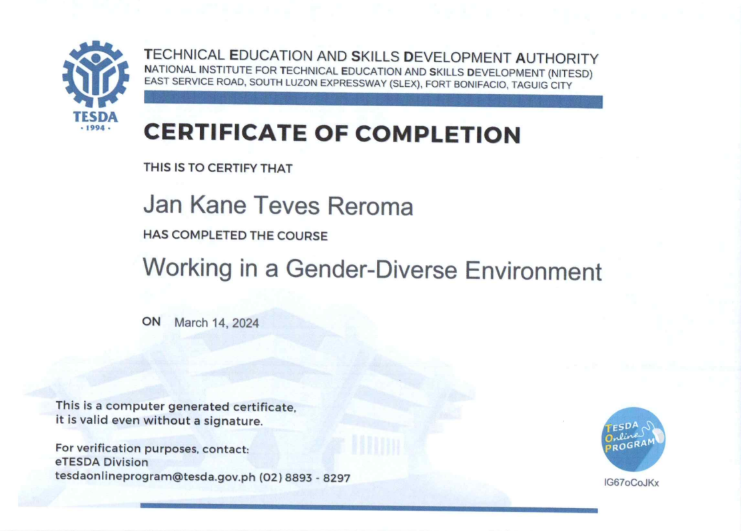 TECHNICAL EDUCATION AND SKILLS DEVELOPMENT AUTHORITY
NATIONAL INSTITUTE FOR TECHNICAL EDUCATION AND SKILLS DEVELOPMENT (NITESD)
EAST SERVICE ROAD, SOUTH LUZON EXPRESSWAY (SLEX), FORT BONIFACIO, TAGUIG CITY
TESDA
· 1994 ·
CERTIFICATE OF COMPLETION
THIS IS TO CERTIFY THAT
Jan Kane Teves Reroma
HAS COMPLETED THE COURSE
Working in a Gender-Diverse Environment
ON March 14, 2024
This is a computer generated certificate,
it is valid even without a signature.
For verification purposes, contact:
eTESDA Division
tesdaonlineprogram@tesda.gov.ph (02) 8893 - 8297
TESDA
Online
PROGRAM
IG67oCoJKx